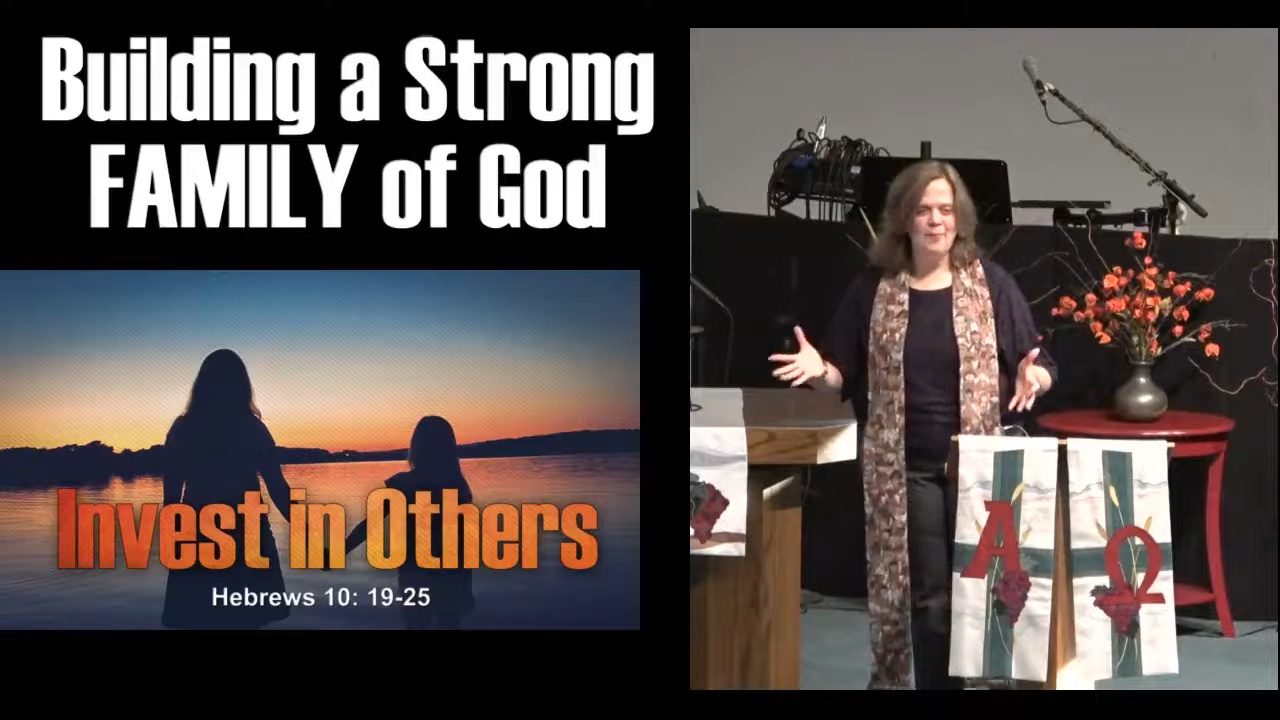 Building a Strong
FAMILY of God
Invest in Others
Hebrews 10: 19-25
Α
Ω